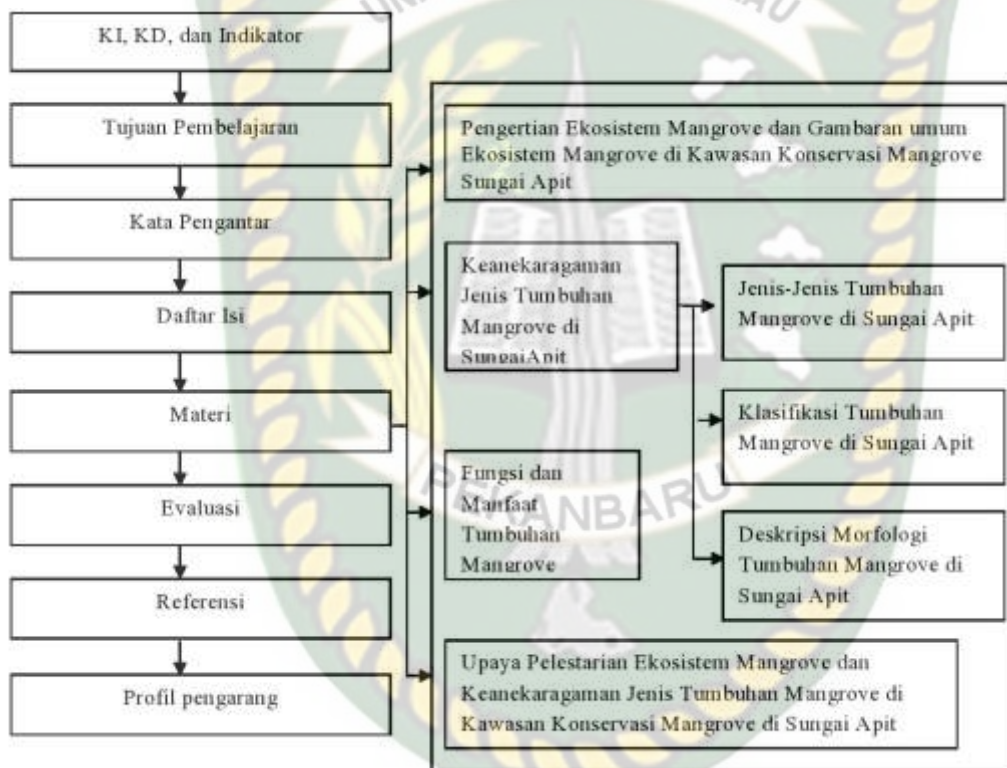 KI, KD, dan Indikator
Tujuan Pembelajaran
Kata Pengantar
Daftar Isi
Materi
Evaluasi
Referensi
Profil pengarang
Pengertian Ekosistem Mangrove dan Gambaran umum
Ekosistem Mangrove di Kawasan Konservasi Mangrove
Sungai Apit
Keanekaragaman
Jenis Tumbuhan
Mangrove di
SungaiApit
Jenis-Jenis Tumbuhan
Mangrove di Sungai Apit
Klasifikasi Tumbuhan
Mangrove di Sungai Apit
Deskripsi Morfologi
Tumbuhan Mangrove di
Sungai Apit
Fungsi dan
Manfaat
Tumbuhan
Mangrove
Upaya Pelestarian Ekosistem Mangrove dan
Keanekaragaman Jenis Tumbuhan Mangrove di
Kawasan Konservasi Mangrove di Sungai Apit
PEKANBARU